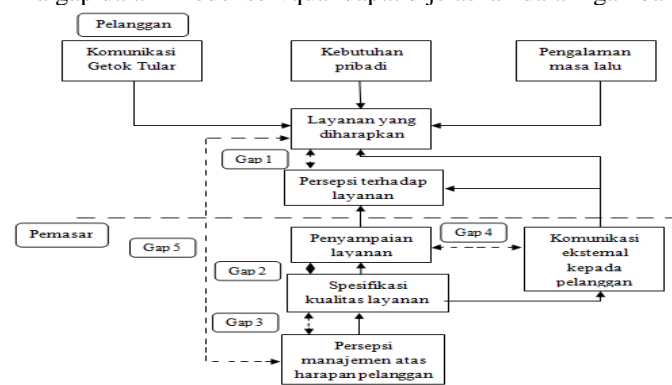 Pelanggan
Komunikasi
Getok Tular
Kebutuhan
pribadi
Pengalaman
masa lalu
Layanan yang
diharapkan
Gap 1
Persepsi terhadap
layanan
Pemasar
Gap 5
Penyampaian
layanan
Gap 4
Komunikasi
eksternal
kepada
pelanggan
Gap 2
Spesifikasi
kualitas layanan
Gap 3
Persepsi
manajemen atas
harapan pelanggan